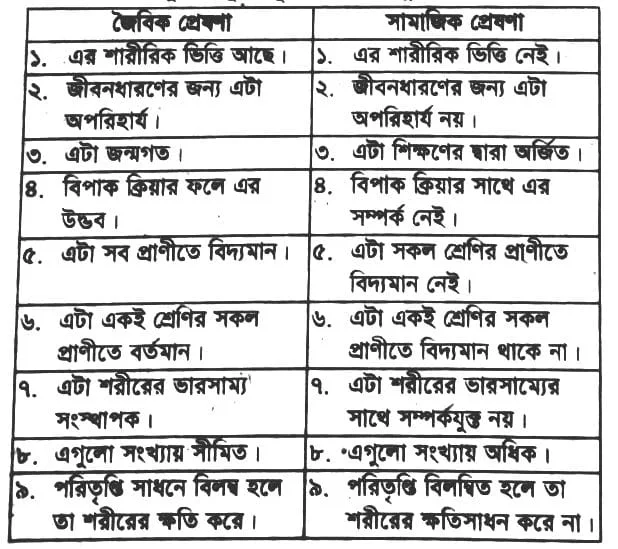 জৈবিক প্রেষণা
সামাজিক প্রেষণা
১. এর শারীরিক ভিত্তি আছে।
১. এর শারীরিক ভিত্তি নেই।
২. জীবনধারণের জন্য এটা
অপরিহার্য।
২. জীবনধারণের জন্য এটা
অপরিহার্য নয়।
৩. এটা জন্মগত।
৩. এটা শিক্ষণের দ্বারা অর্জিত।
৪. বিপাক ক্রিয়ার ফলে এর
উদ্ভব।
৪. বিপাক ক্রিয়ার সাথে এর
সম্পর্ক নেই।
৫. এটা সব প্রাণীতে বিদ্যমান।
৫. এটা সকল শ্রেণির প্রাণীতে
বিদ্যমান নেই।
৬. এটা একই শ্রেণির সকল
প্রাণীতে বর্তমান।
৬. এটা একই শ্রেণির সকল
প্রাণীতে বিদ্যমান থাকে না।
৭. এটা শরীরের ভারসাম্য
সংস্থাপক।
৭. এটা শরীরের ভারসাম্যের
সাথে সম্পর্কযুক্ত নয়।
৮. এগুলো সংখ্যায় সীমিত।
৮. এগুলো সংখ্যায় অধিক।
৯. পরিতৃপ্তি সাধনে বিলম্ব হলে
তা শরীরের ক্ষতি করে।
৯. পরিতৃপ্তি বিলম্বিত হলে তা
শরীরের ক্ষতিসাধন করে না।